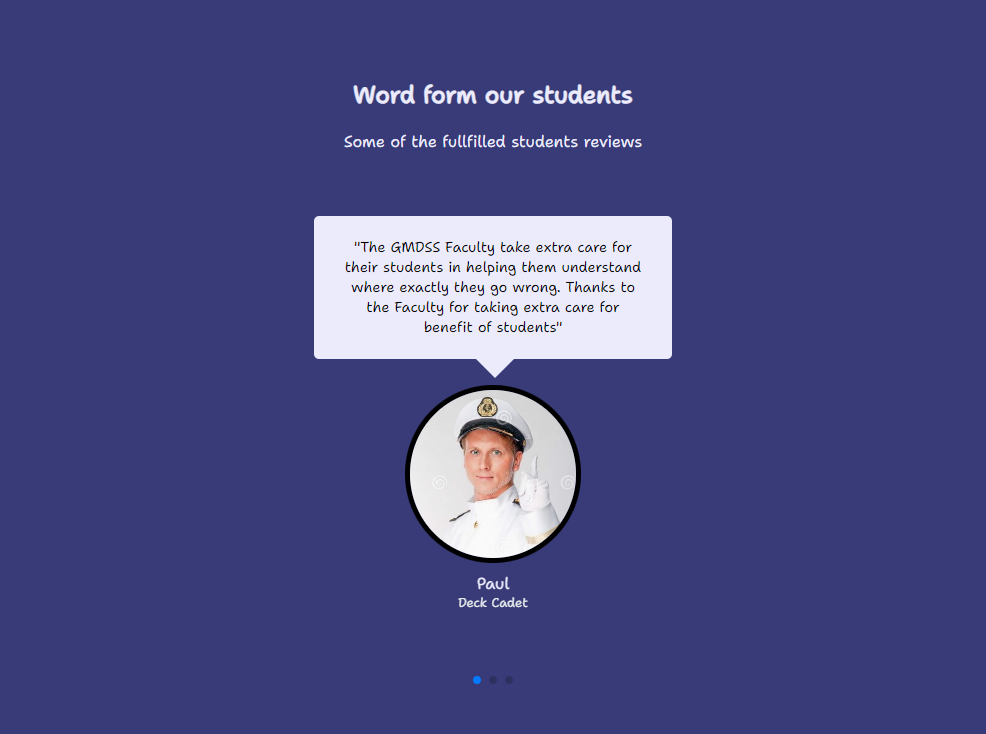 Word form our students
Some of the fullfilled students reviews
"The GMDSS Faculty take extra care for
their students in helping them understand
where exactly they go wrong. Thanks to
the Faculty for taking extra care for
benefit of students"
Paul
Deck Cadet